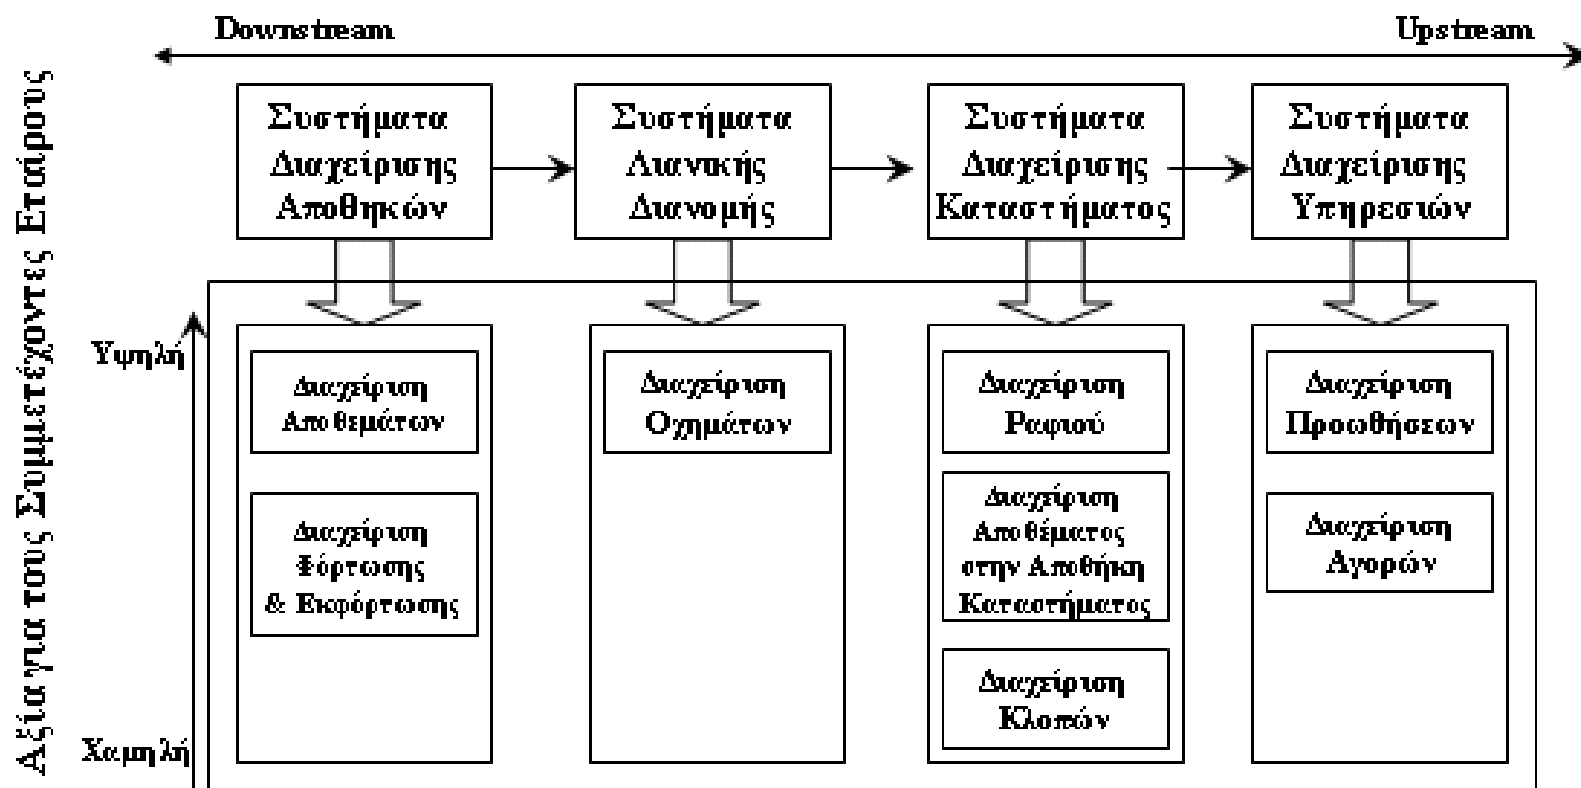 Downstream
Upstream
Αξία για τους Συμμετέχοντες Εταίρους
Συστήματα
Διαχείρισης
Αποθηκών
Συστήματα
Λιανικής
Διανομής
Συστήματα
Διαχείρισης
Καταστήματος
Συστήματα
Διαχείρισης
Υπηρεσιών
Υψηλή
Χαμηλή
Διαχείριση
Αποθεμάτων
Διαχείριση
Φόρτωσης
& Εκφόρτωσης
Διαχείριση
Οχημάτων
Διαχείριση
Ραφιού
Διαχείριση
Αποθέματος
στην Αποθήκη
Καταστήματος
Διαχείριση
Κλοπών
Διαχείριση
Προωθήσεων
Διαχείριση
Αγορών